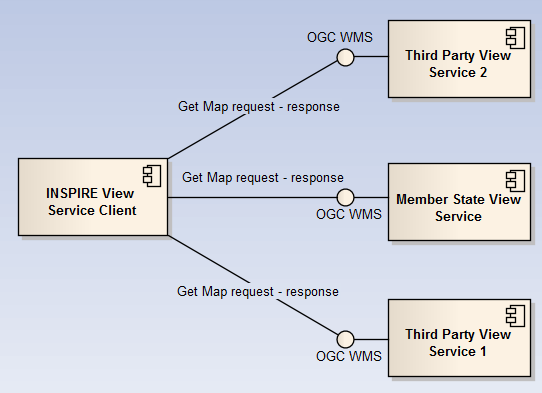 OGC WMS
Third Party View
Service 2
Get Map request - response
Get Map request - response
INSPIRE View
Service Client
Member State View
Service
OGC WMS
Get Map request - response
Third Party View
Service 1
OGC WMS